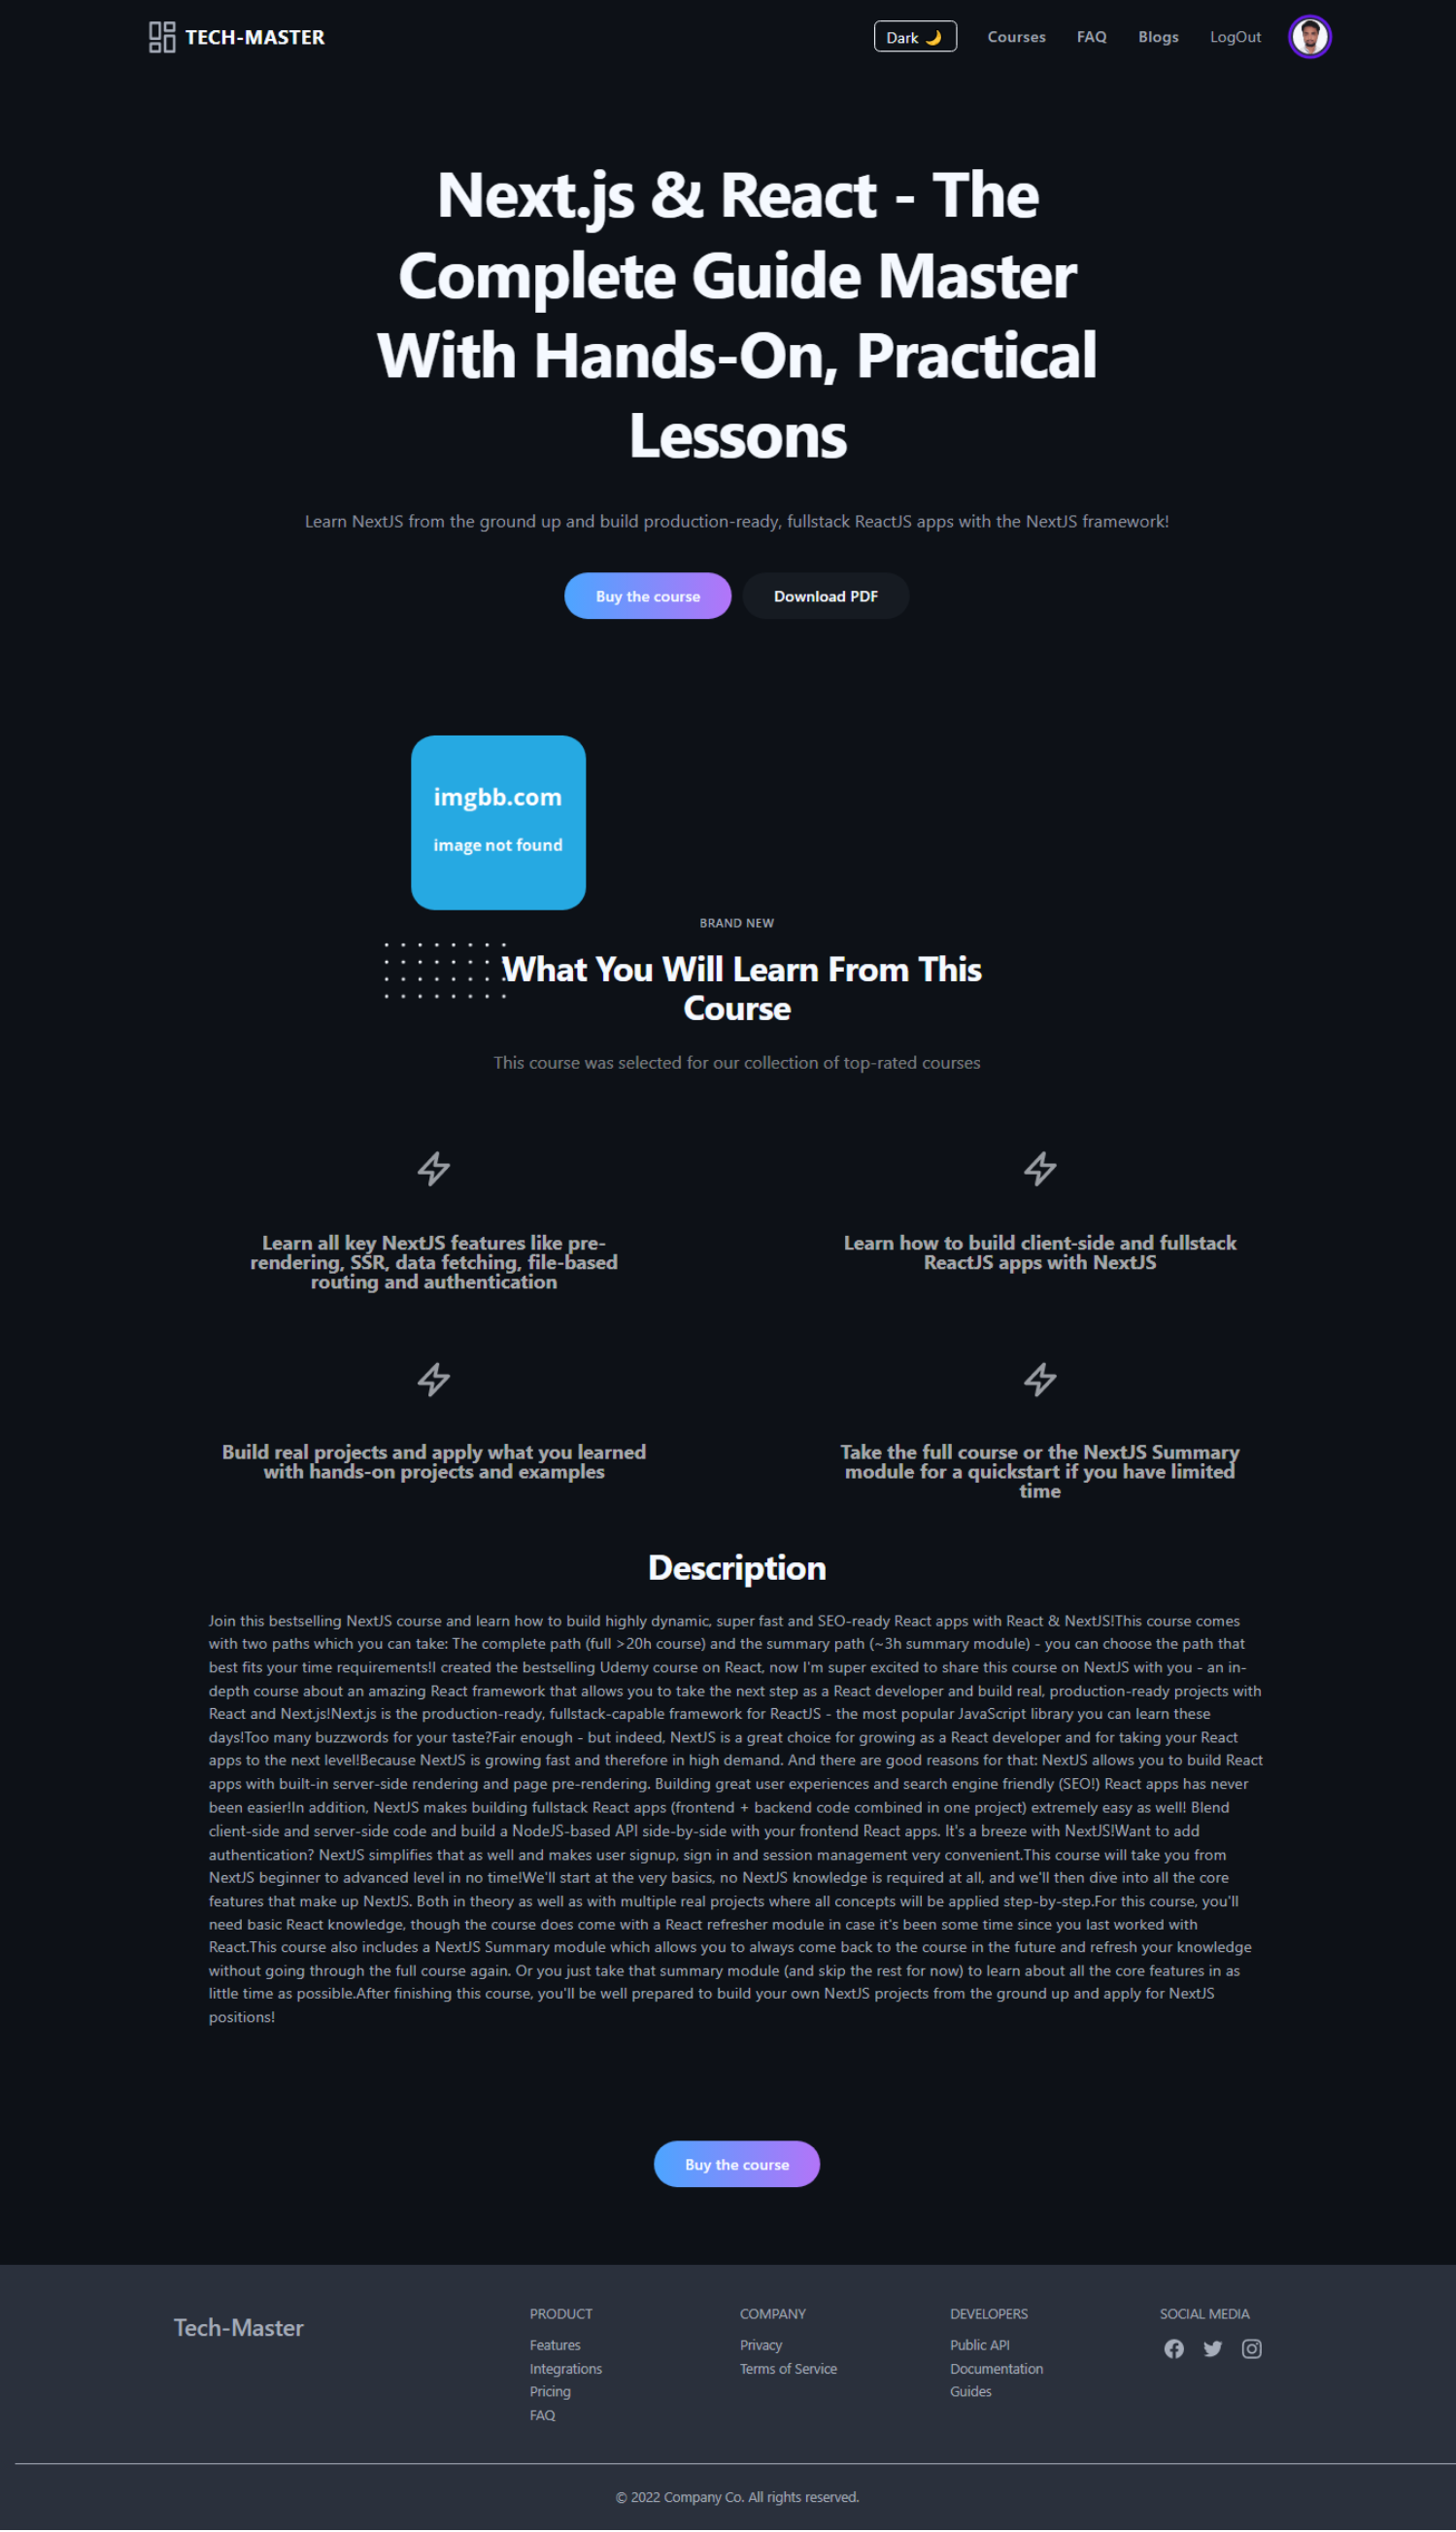 TECH-MASTER
Dark 🌙
Courses
FAQ
Blogs
LogOut
Next.js & React - The
Complete Guide Master
With Hands-On, Practical
Lessons
Learn NextJS from the ground up and build production-ready, fullstack ReactJS apps with the NextJS framework!
Buy the course
Download PDF
imgbb.com
image not found
BRAND NEW
What You Will Learn From This
Course
This course was selected for our collection of top-rated courses
Learn all key NextJS features like pre-
rendering, SSR, data fetching, file-based
routing and authentication
Learn how to build client-side and fullstack
ReactJS apps with NextJS
Build real projects and apply what you learned
with hands-on projects and examples
Take the full course or the NextJS Summary
module for a quickstart if you have limited
time
Description
Join this bestselling NextJS course and learn how to build highly dynamic, super fast and SEO-ready React apps with React & NextJS!This course comes
with two paths which you can take: The complete path (full >20h course) and the summary path (~3h summary module) - you can choose the path that
best fits your time requirements!I created the bestselling Udemy course on React, now I'm super excited to share this course on NextJS with you - an in-
depth course about an amazing React framework that allows you to take the next step as a React developer and build real, production-ready projects with
React and Next.js!Next.js is the production-ready, fullstack-capable framework for ReactJS - the most popular JavaScript library you can learn these
days!Too many buzzwords for your taste?Fair enough - but indeed, NextJS is a great choice for growing as a React developer and for taking your React
apps to the next level!Because NextJS is growing fast and therefore in high demand. And there are good reasons for that: NextJS allows you to build React
apps with built-in server-side rendering and page pre-rendering. Building great user experiences and search engine friendly (SEO!) React apps has never
been easier!In addition, NextJS makes building fullstack React apps (frontend + backend code combined in one project) extremely easy as well! Blend
client-side and server-side code and build a NodeJS-based API side-by-side with your frontend React apps. It's a breeze with NextJS!Want to add
authentication? NextJS simplifies that as well and makes user signup, sign in and session management very convenient.This course will take you from
NextJS beginner to advanced level in no time!We'll start at the very basics, no NextJS knowledge is required at all, and we'll then dive into all the core
features that make up NextJS. Both in theory as well as with multiple real projects where all concepts will be applied step-by-step.For this course, you'll
need basic React knowledge, though the course does come with a React refresher module in case it's been some time since you last worked with
React.This course also includes a NextJS Summary module which allows you to always come back to the course in the future and refresh your knowledge
without going through the full course again. Or you just take that summary module (and skip the rest for now) to learn about all the core features in as
little time as possible.After finishing this course, you'll be well prepared to build your own NextJS projects from the ground up and apply for NextJS
positions!
Buy the course
Tech-Master
PRODUCT
Features
Integrations
Pricing
FAQ
COMPANY
Privacy
Terms of Service
DEVELOPERS
Public API
Documentation
Guides
SOCIAL MEDIA
© 2022 Company Co. All rights reserved.